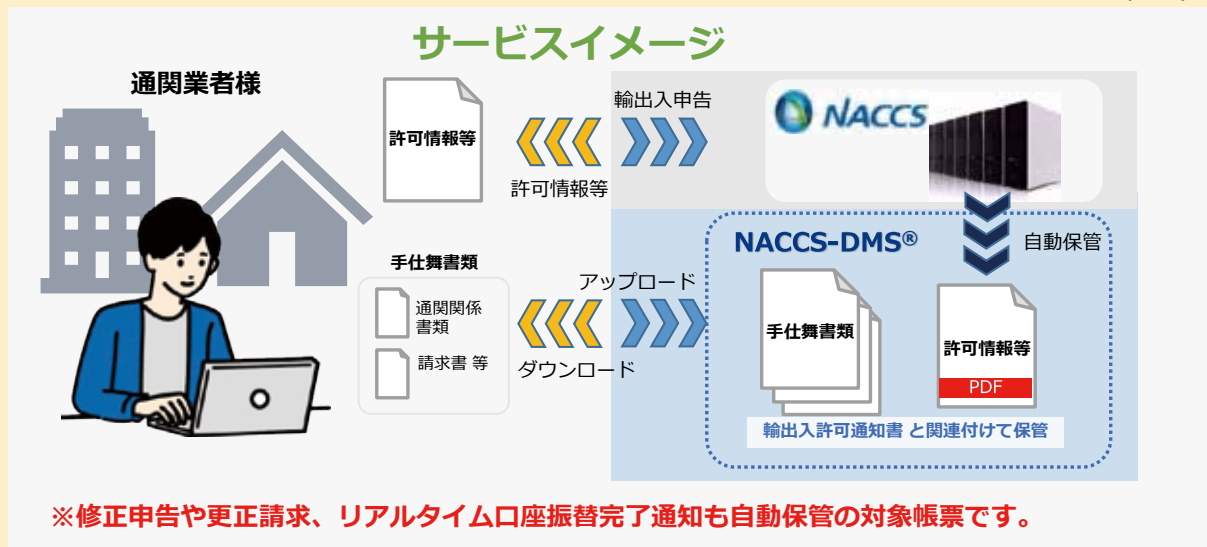 サービスイメージ
通関業者様
許可情報等
輸出入申告
許可情報等
NACCS
自動保管
NACCS-DMS®
手仕舞書類
通関関係
書類
請求書 等
アップロード
ダウンロード
手仕舞書類
許可情報等
PDF
輸出入許可通知書 と関連付けて保管
※修正申告や更正請求、リアルタイム口座振替完了通知も自動保管の対象帳票です。